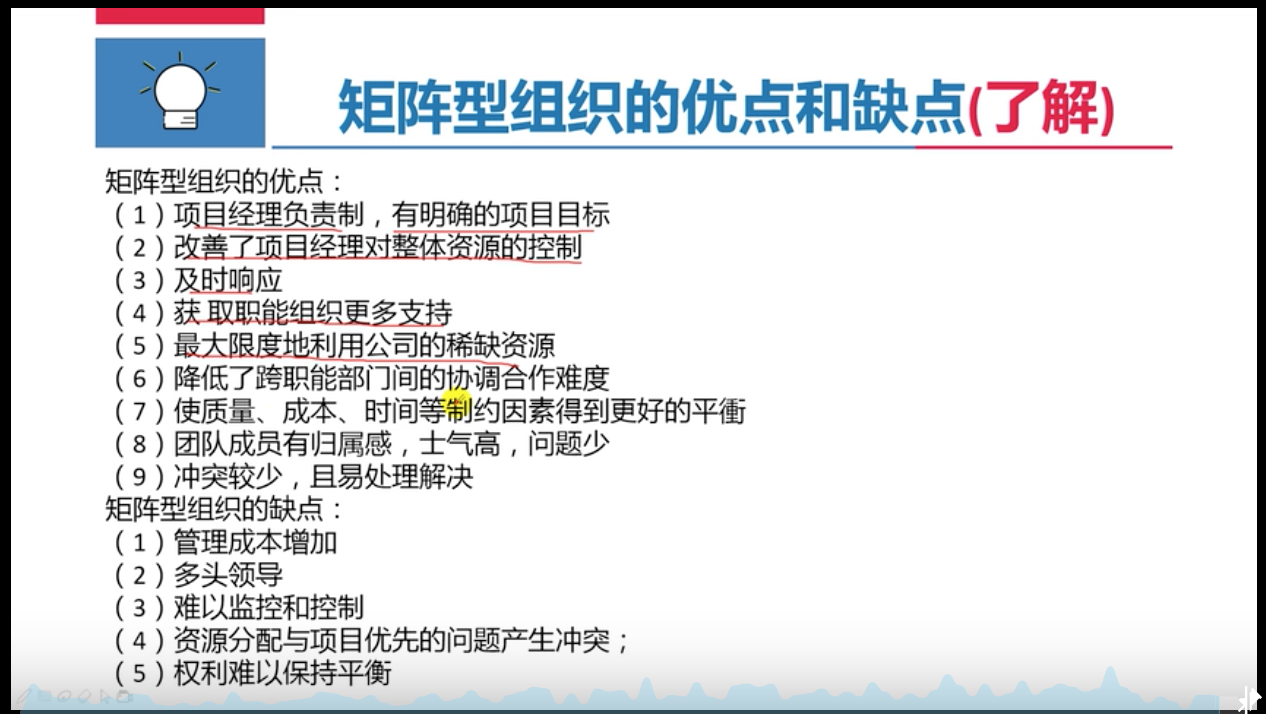 矩阵型组织的优点和缺点(了解)
矩阵型组织的优点：
（1）项目经理负责制，有明确的项目目标
（2）改善了项目经理对整体资源的控制
（3）及时响应
（4）获 取职能组织更多支持
（5）最大限度地利用公司的稀缺资源
（6）降低了跨职能部门间的协调合作难度
（7）使质量、成本、时间等制约因素得到更好的平衡
（8）团队成员有归属感，士气高，问题少
（9）冲突较少，且易处理解决
矩阵型组织的缺点：
（1）管理成本增加
（2）多头领导
（3）难以监控和控制
（4）资源分配与项目优先的问题产生冲突；
（5）权利难以保持平衡